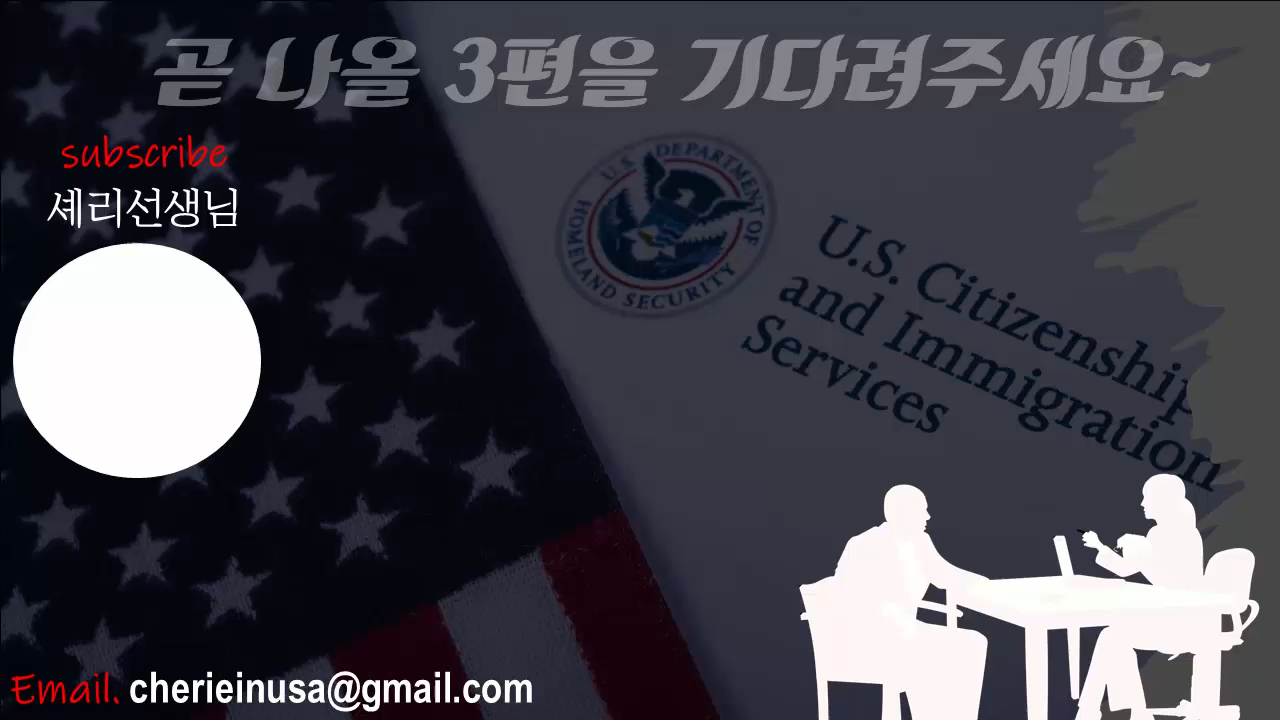 곧 나올 3편을 기다려주세요~
subscribe
셰리선생님
U.S. DEPARTMENT OF HOMELAND SECURITY
U.S. Citizenship
and Immigration
Services
Email. cherieinusa@gmail.com